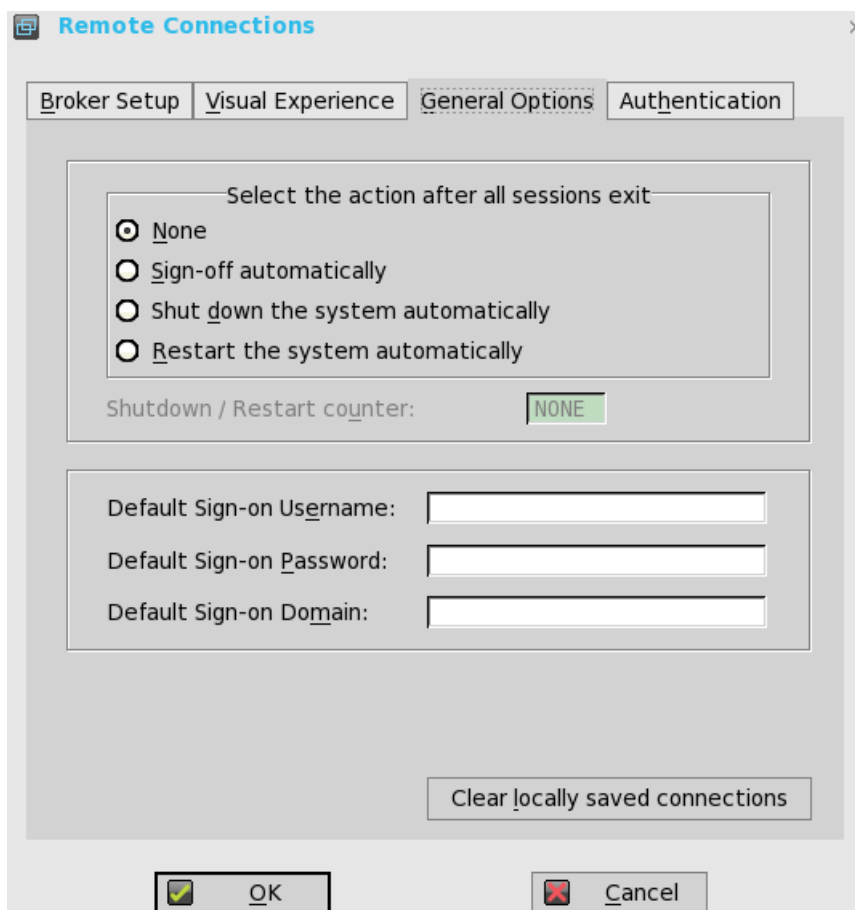 Remote Connections
Broker Setup
Visual Experience
General Options
Authentication
Select the action after all sessions exit
None
Sign-off automatically
Shut down the system automatically
Restart the system automatically
Shutdown / Restart counter: NONE
Default Sign-on Username:
Default Sign-on Password:
Default Sign-on Domain:
Clear locally saved connections
OK
Cancel